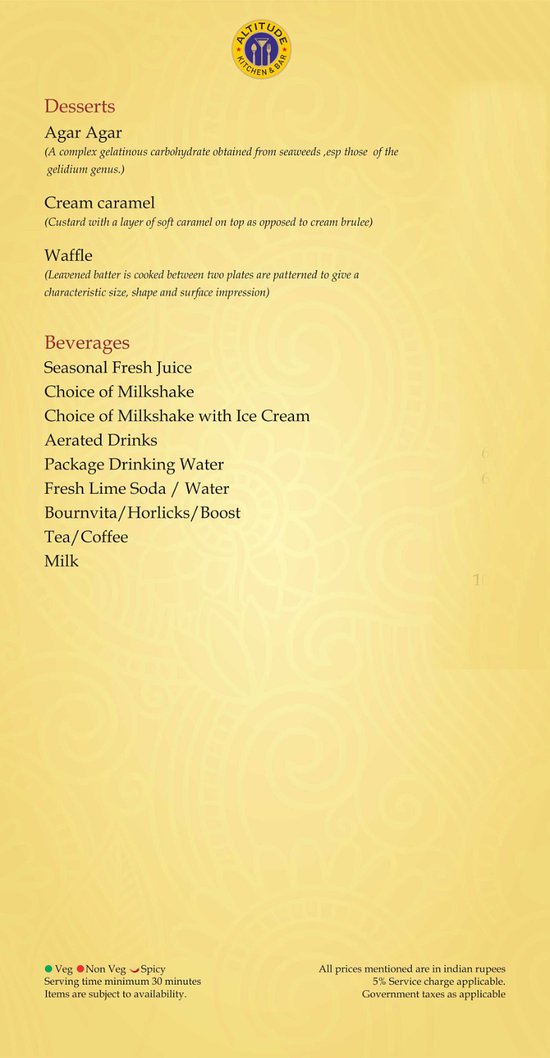 ALTITUDE
KITCHEN & BAR
Desserts
Agar Agar
(A complex gelatinous carbohydrate obtained from seaweeds ,esp those of the
gelidium genus.)
Cream caramel
(Custard with a layer of soft caramel on top as opposed to cream brulee)
Waffle
(Leavened batter is cooked between two plates are patterned to give a
characteristic size, shape and surface impression)
Beverages
Seasonal Fresh Juice
Choice of Milkshake
Choice of Milkshake with Ice Cream
Aerated Drinks
Package Drinking Water
Fresh Lime Soda / Water
Bournvita/Horlicks/Boost
Tea/Coffee
Milk
Veg Non Veg Spicy
Serving time minimum 30 minutes
Items are subject to availability.
All prices mentioned are in indian rupees
5% Service charge applicable.
Government taxes as applicable